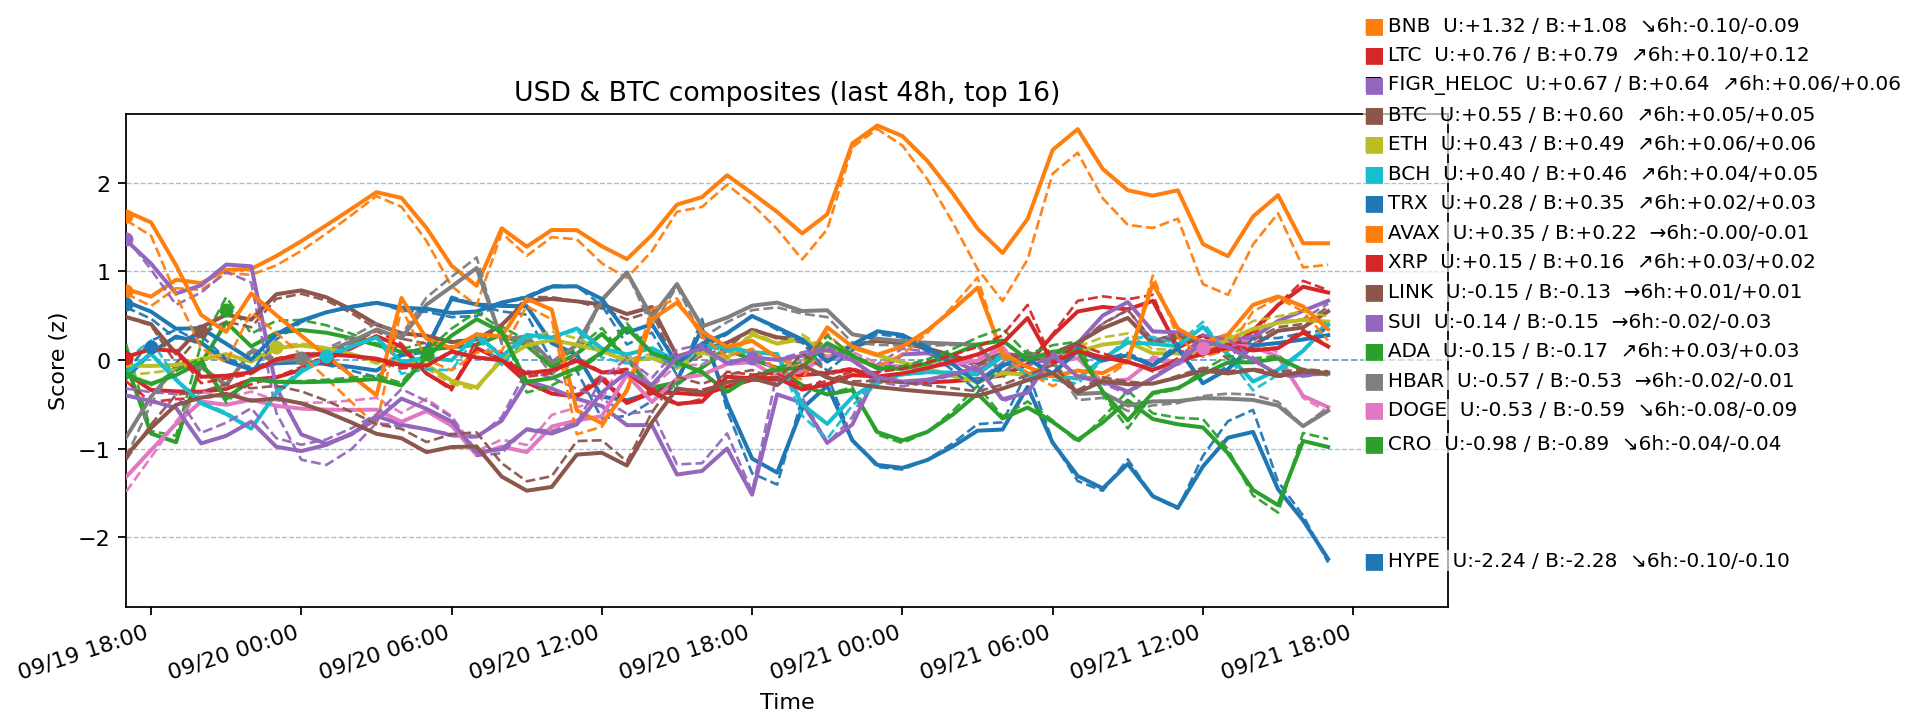 USD & BTC composites (last 48h, top 16)
BNB U:+1.32 / B:+1.08 ↘6h:-0.10/-0.09
LTC U:+0.76 / B:+0.79 ↗6h:+0.10/+0.12
FIGR_HELOC U:+0.67 / B:+0.64 ↗6h:+0.06/+0.06
BTC U:+0.55 / B:+0.60 ↗6h:+0.05/+0.05
ETH U:+0.43 / B:+0.49 ↗6h:+0.06/+0.06
BCH U:+0.40 / B:+0.46 ↗6h:+0.04/+0.05
TRX U:+0.28 / B:+0.35 ↗6h:+0.02/+0.03
AVAX U:+0.35 / B:+0.22 →6h:-0.00/-0.01
XRP U:+0.15 / B:+0.16 ↗6h:+0.03/+0.02
LINK U:-0.15 / B:-0.13 →6h:+0.01/+0.01
SUI U:-0.14 / B:-0.15 →6h:-0.02/-0.03
ADA U:-0.15 / B:-0.17 ↗6h:+0.03/+0.03
HBAR U:-0.57 / B:-0.53 →6h:-0.02/-0.01
DOGE U:-0.53 / B:-0.59 ↘6h:-0.08/-0.09
CRO U:-0.98 / B:-0.89 ↘6h:-0.04/-0.04
HYPE U:-2.24 / B:-2.28 ↘6h:-0.10/-0.10
Score (z)
2
1
0
−1
−2
09/19 18:00
09/20 00:00
09/20 06:00
09/20 12:00
09/20 18:00
09/21 00:00
09/21 06:00
09/21 12:00
09/21 18:00
Time